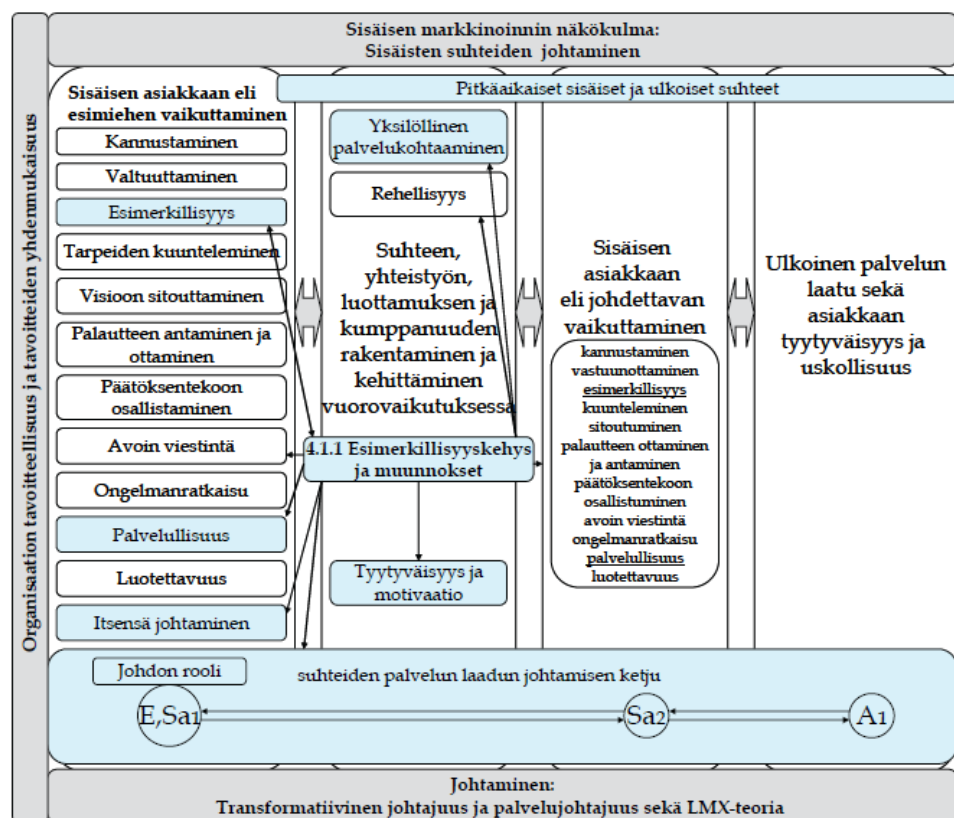 Sisäisen markkinoinnin näkökulma:
Sisäisten suhteiden johtaminen
Organisaation tavoitteellisuus ja tavoitteiden yhdenmukaisuus
Pitkäaikaiset sisäiset ja ulkoiset suhteet
Sisäisen asiakkaan eli
esimiehen vaikuttaminen
Kannustaminen
Valtuuttaminen
Esimerkillisyys
Tarpeiden kuunteleminen
Visioon sitouttaminen
Palautteen antaminen ja
ottaminen
Päätöksentekoon
osallistaminen
Avoin viestintä
Ongelmanratkaisu
Palvelullisuus
Luotettavuus
Itsensä johtaminen
Yksilöllinen
palvelukohtaaminen
Rehellisyys
Suhteen,
yhteistyön,
luottamuksen ja
kumppanuuden
rakentaminen ja
kehittäminen
vuorovaikutuksessa
4.1.1 Esimerkillisyyskehys
ja muunnokset
Tyytyväisyys ja
motivaatio
Sisäisen
asiakkaan
eli johdettavan
vaikuttaminen
kannustaminen
vastuunottaminen
esimerkillisyys
kuunteleminen
sitoutuminen
palautteen ottaminen
ja antaminen
päätöksentekoon
osallistuminen
avoin viestintä
ongelmanratkaisu
palvelullisuus
luotettavuus
Ulkoinen palvelun
laatu sekä
asiakkaan
tyytyväisyys ja
uskollisuus
Johdon rooli
suhteiden palvelun laadun johtamisen ketju
E,Sa1
Sa2
A1
Johtaminen:
Transformatiivinen johtajuus ja palvelujohtajuus sekä LMX-teoria